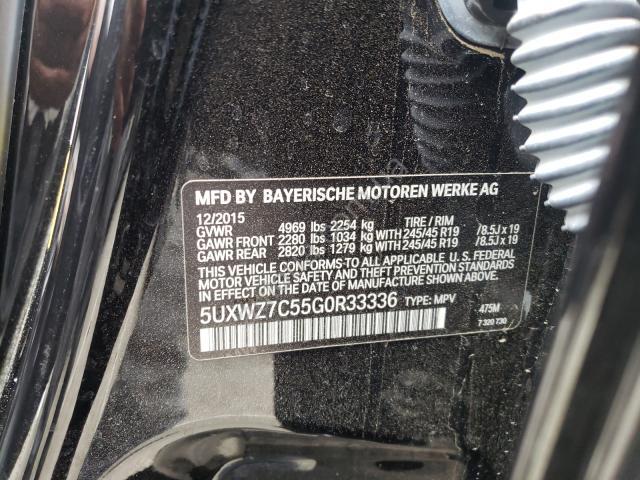 MFD BY BAYERISCHE MOTOREN WERKE AG
12/2015
GVWR 4969 lbs 2254 kg TIRE / RIM
GAWR FRONT 2280 lbs 1034 kg 245/45 R19 /8.5J x 19
GAWR REAR 2820 lbs 1279 kg 245/45 R19 /8.5J x 19
THIS VEHICLE CONFORMS TO ALL APPLICABLE U. S. FEDERAL
MOTOR VEHICLE SAFETY AND THEFT PREVENTION STANDARDS
IN EFFECT ON THE DATE OF MANUFACTURE SHOWN ABOVE.
5UXWZ7C55G0R33336 TYPE: MPV 475M
7 320 730